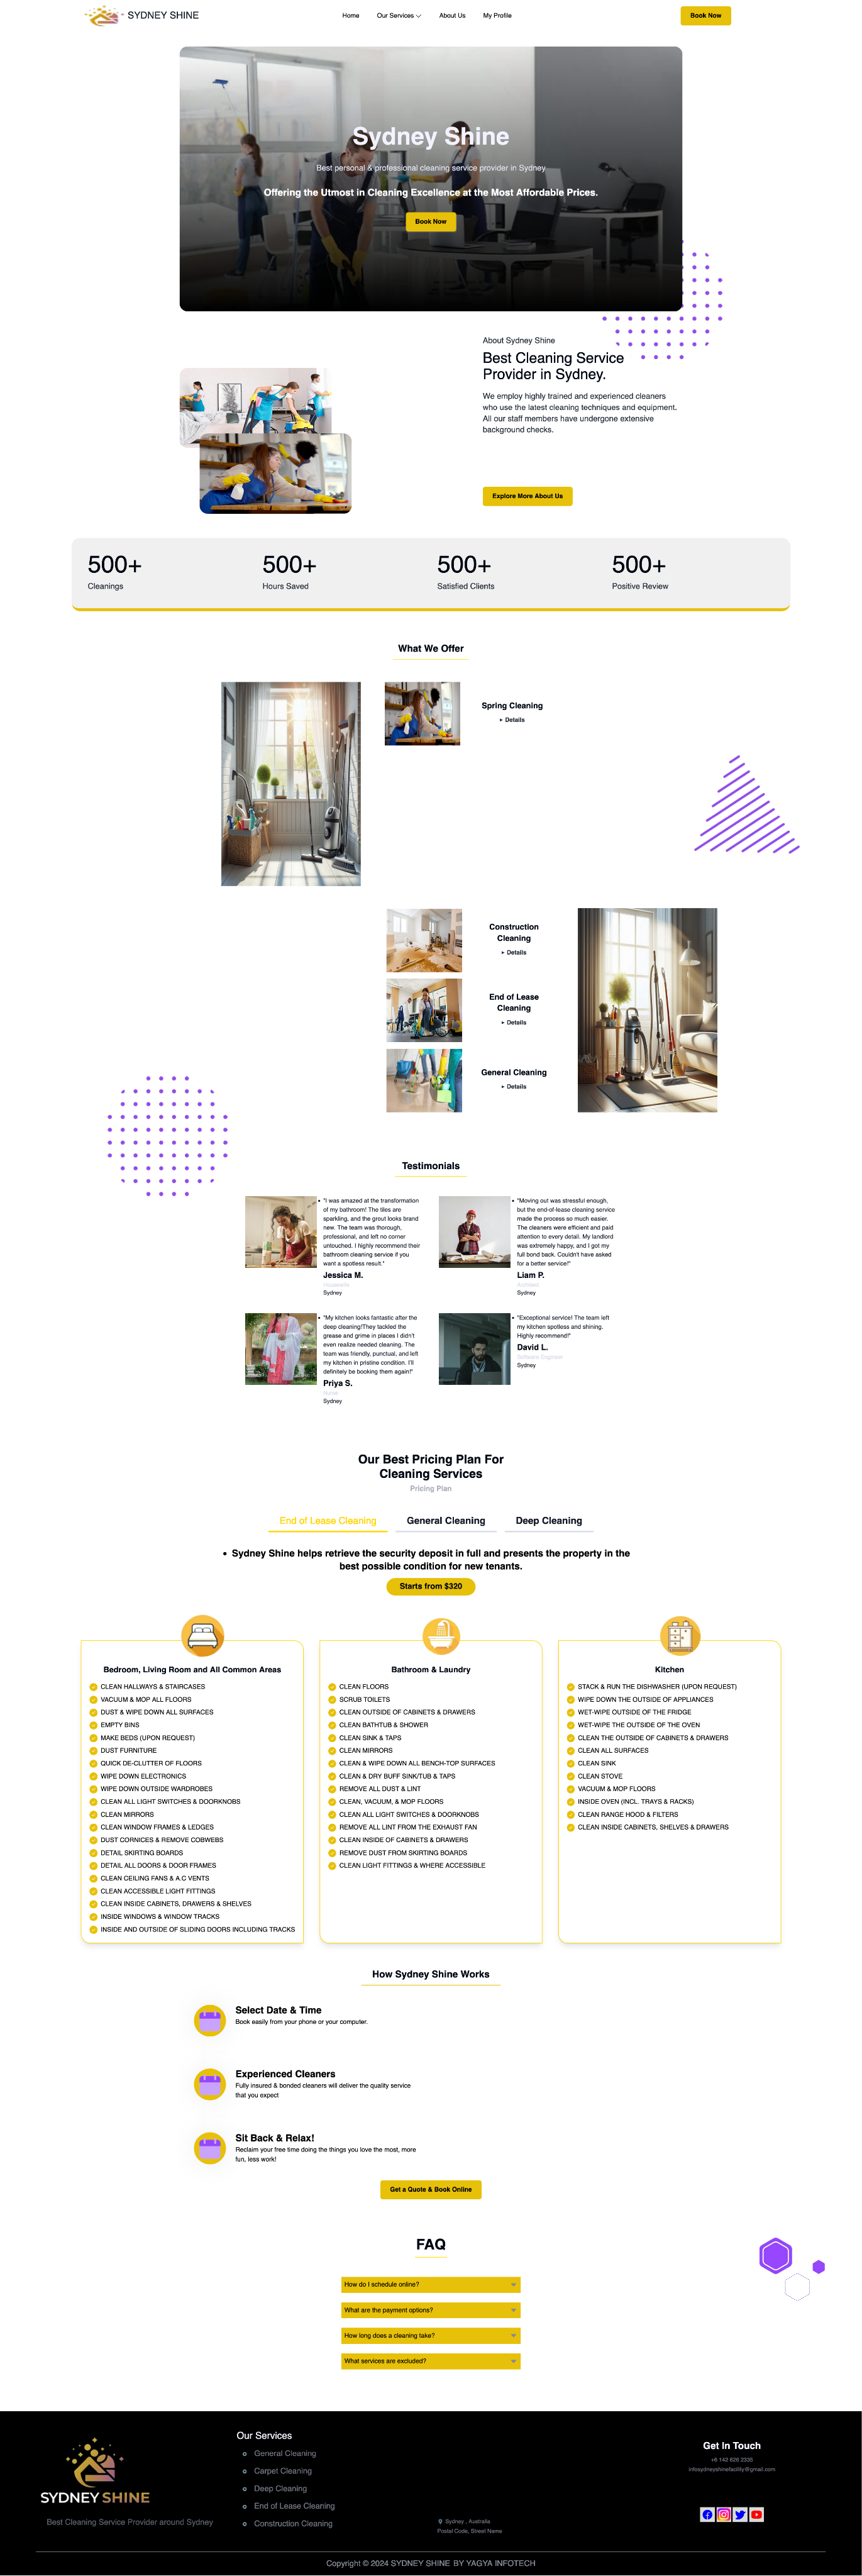 SYDNEY SHINE
Home
Our Services
About Us
My Profile
Book Now
Sydney Shine
Best personal & professional cleaning service provider in Sydney
Offering the Utmost in Cleaning Excellence at the Most Affordable Prices.
Book Now
About Sydney Shine
Best Cleaning Service
Provider in Sydney.
We employ highly trained and experienced cleaners
who use the latest cleaning techniques and equipment.
All our staff members have undergone extensive
background checks.
Explore More About Us
500+
Cleanings
500+
Hours Saved
500+
Satisfied Clients
500+
Positive Review
What We Offer
Spring Cleaning
Details
Construction
Cleaning
Details
End of Lease
Cleaning
Details
General Cleaning
Details
Testimonials
"I was amazed at the transformation
of my bathroom! The tiles are
sparkling, and the grout looks brand
new. The team was thorough,
professional, and left no corner
untouched. I highly recommend their
bathroom cleaning service if you
want a spotless result."
Jessica M.
Sydney
"Moving out was stressful enough,
but the end-of-lease cleaning service
made the process so much easier.
The cleaners were efficient and paid
attention to every detail. My landlord
was extremely happy, and I got my
full bond back. Couldn't have asked
for a better service!"
Liam P.
Sydney
"My kitchen looks fantastic after the
deep cleaning!They tackled the
grease and grime in places I didn't
even realize needed cleaning. The
team was friendly, punctual, and left
my kitchen in pristine condition. I'll
definitely be booking them again!"
Priya S.
Nurse
Sydney
"Exceptional service! The team left
my kitchen spotless and shining.
Highly recommend!"
David L.
Software Engineer
Sydney
Our Best Pricing Plan For
Cleaning Services
Pricing Plan
End of Lease Cleaning
General Cleaning
Deep Cleaning
Sydney Shine helps retrieve the security deposit in full and presents the property in the
best possible condition for new tenants.
Starts from $320
Bedroom, Living Room and All Common Areas
CLEAN HALLWAYS & STAIRCASES
VACUUM & MOP ALL FLOORS
DUST & WIPE DOWN ALL SURFACES
EMPTY BINS
MAKE BEDS (UPON REQUEST)
DUST FURNITURE
QUICK DE-CLUTTER OF FLOORS
WIPE DOWN ELECTRONICS
WIPE DOWN OUTSIDE WARDROBES
CLEAN ALL LIGHT SWITCHES & DOORKNOBS
CLEAN MIRRORS
CLEAN WINDOW FRAMES & LEDGES
DUST CORNICES & REMOVE COBWEBS
DETAIL SKIRTING BOARDS
DETAIL ALL DOORS & DOOR FRAMES
CLEAN CEILING FANS & A.C VENTS
CLEAN ACCESSIBLE LIGHT FITTINGS
CLEAN INSIDE CABINETS, DRAWERS & SHELVES
INSIDE WINDOWS & WINDOW TRACKS
INSIDE AND OUTSIDE OF SLIDING DOORS INCLUDING TRACKS
Bathroom & Laundry
CLEAN FLOORS
SCRUB TOILETS
CLEAN OUTSIDE OF CABINETS & DRAWERS
CLEAN BATHTUB & SHOWER
CLEAN SINK & TAPS
CLEAN MIRRORS
CLEAN & WIPE DOWN ALL BENCH-TOP SURFACES
CLEAN & DRY BUFF SINK/TUB & TAPS
REMOVE ALL DUST & LINT
CLEAN, VACUUM, & MOP FLOORS
CLEAN ALL LIGHT SWITCHES & DOORKNOBS
REMOVE ALL LINT FROM THE EXHAUST FAN
CLEAN INSIDE OF CABINETS & DRAWERS
REMOVE DUST FROM SKIRTING BOARDS
CLEAN LIGHT FITTINGS & WHERE ACCESSIBLE
Kitchen
STACK & RUN THE DISHWASHER (UPON REQUEST)
WIPE DOWN THE OUTSIDE OF APPLIANCES
WET-WIPE OUTSIDE OF THE FRIDGE
WET-WIPE THE OUTSIDE OF THE OVEN
CLEAN THE OUTSIDE OF CABINETS & DRAWERS
CLEAN ALL SURFACES
CLEAN SINK
CLEAN STOVE
VACUUM & MOP FLOORS
INSIDE OVEN (INCL. TRAYS & RACKS)
CLEAN RANGE HOOD & FILTERS
CLEAN INSIDE CABINETS, SHELVES & DRAWERS
How Sydney Shine Works
Select Date & Time
Book easily from your phone or your computer.
Experienced Cleaners
Fully insured & bonded cleaners will deliver the quality service
that you expect
Sit Back & Relax!
Reclaim your free time doing the things you love the most, more
fun, less work!
Get a Quote & Book Online
FAQ
How do I schedule online?
What are the payment options?
How long does a cleaning take?
What services are excluded?
SYDNEY SHINE
Best Cleaning Service Provider around Sydney
Our Services
General Cleaning
Carpet Cleaning
Deep Cleaning
End of Lease Cleaning
Construction Cleaning
Sydney , Australia
Postal Code, Street Name
Get In Touch
+6 142 626 2335
infosydneyshinefacility@gmail.com
Copyright © 2024 SYDNEY SHINE BY YAGYA INFOTECH